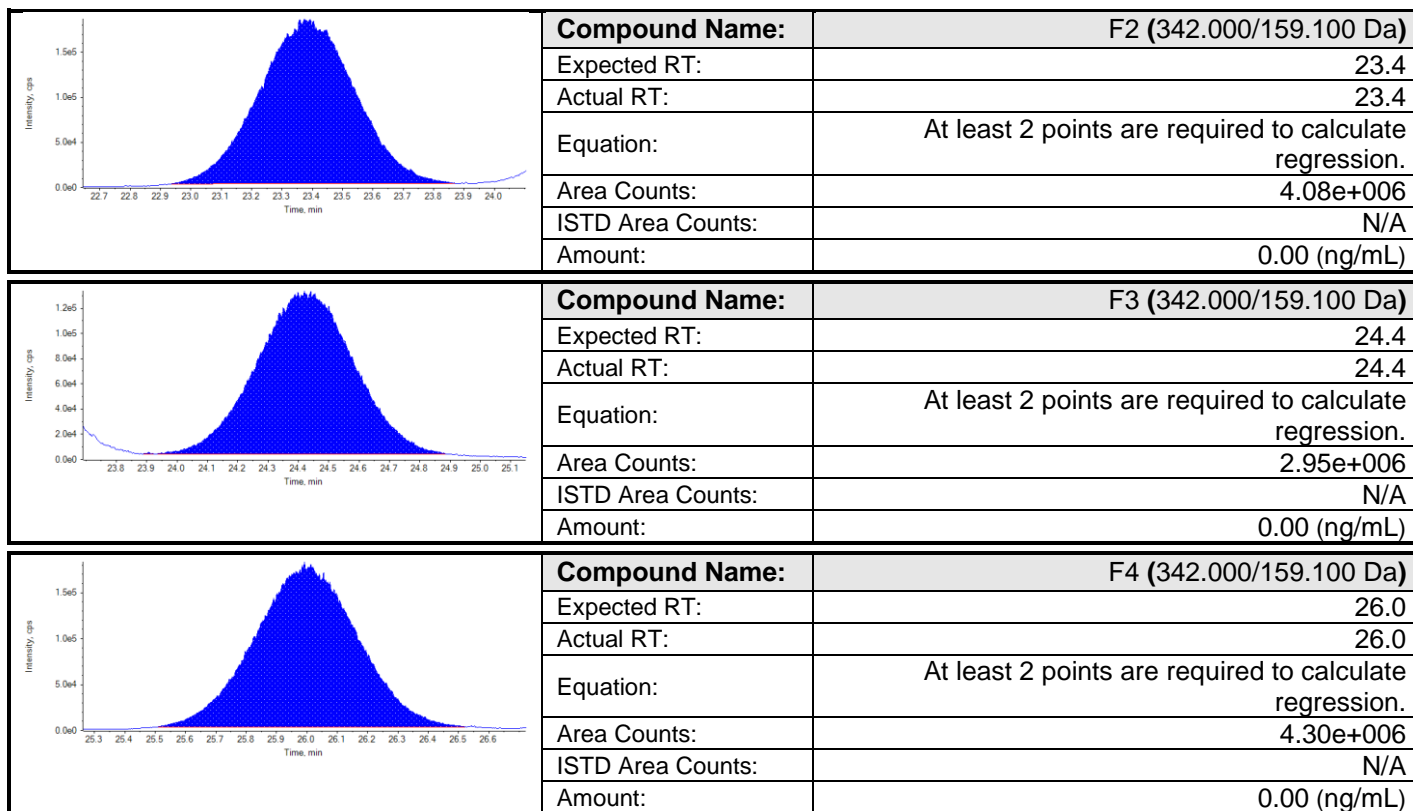 Intensity, cps
1.5e5
1.0e5
5.0e4
0.0e0
22.7 22.8 22.9 23.0 23.1 23.2 23.3 23.4 23.5 23.6 23.7 23.8 23.9 24.0
Time, min
Compound Name: F2 (342.000/159.100 Da)
Expected RT: 23.4
Actual RT: 23.4
Equation: At least 2 points are required to calculate
regression.
Area Counts: 4.08e+006
ISTD Area Counts: N/A
Amount: 0.00 (ng/mL)
Intensity, cps
1.2e5
1.0e5
8.0e4
6.0e4
4.0e4
2.0e4
0.0e0
23.8 23.9 24.0 24.1 24.2 24.3 24.4 24.5 24.6 24.7 24.8 24.9 25.0 25.1
Time, min
Compound Name: F3 (342.000/159.100 Da)
Expected RT: 24.4
Actual RT: 24.4
Equation: At least 2 points are required to calculate
regression.
Area Counts: 2.95e+006
ISTD Area Counts: N/A
Amount: 0.00 (ng/mL)
Intensity, cps
1.5e5
1.0e5
5.0e4
0.0e0
25.3 25.4 25.5 25.6 25.7 25.8 25.9 26.0 26.1 26.2 26.3 26.4 26.5 26.6
Time, min
Compound Name: F4 (342.000/159.100 Da)
Expected RT: 26.0
Actual RT: 26.0
Equation: At least 2 points are required to calculate
regression.
Area Counts: 4.30e+006
ISTD Area Counts: N/A
Amount: 0.00 (ng/mL)